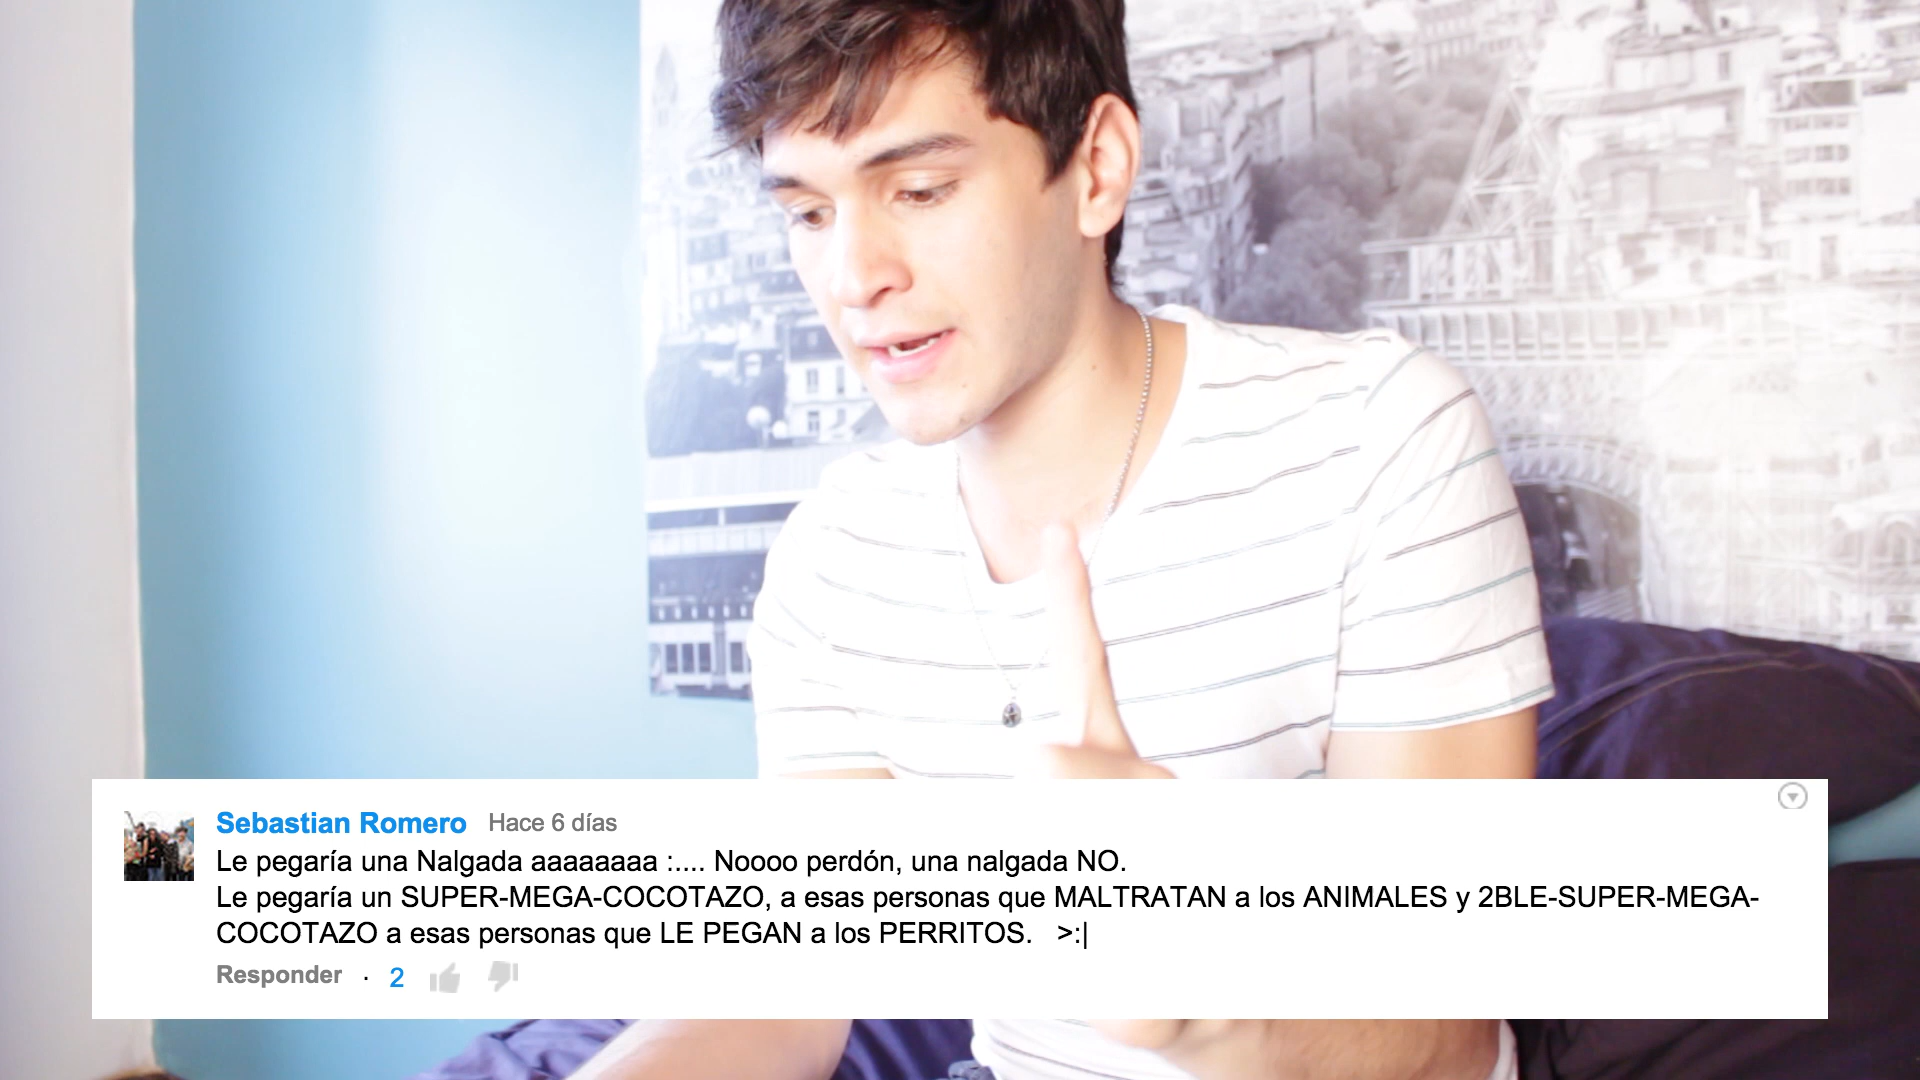 Sebastian Romero Hace 6 días
Le pegaría una Nalgada aaaaaaaa :.... Noooo perdón, una nalgada NO.
Le pegaría un SUPER-MEGA-COCOTAZO, a esas personas que MALTRATAN a los ANIMALES y 2BLE-SUPER-MEGA-
COCOTAZO a esas personas que LE PEGAN a los PERRITOS. >:|
Responder · 2